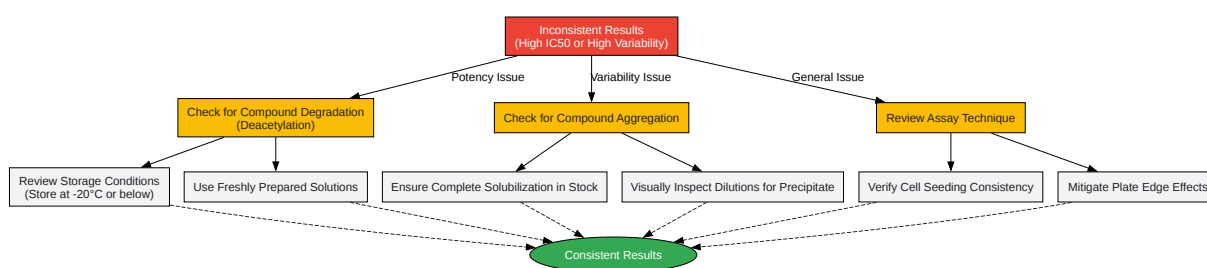 Inconsistent Results
(High IC50 or High Variability)
Potency Issue
Variability Issue
General Issue
Check for Compound Degradation
(Deacetylation)
Check for Compound Aggregation
Review Assay Technique
Review Storage Conditions
(Store at -20°C or below)
Use Freshly Prepared Solutions
Ensure Complete Solubilization in Stock
Visually Inspect Dilutions for Precipitate
Verify Cell Seeding Consistency
Mitigate Plate Edge Effects
Consistent Results